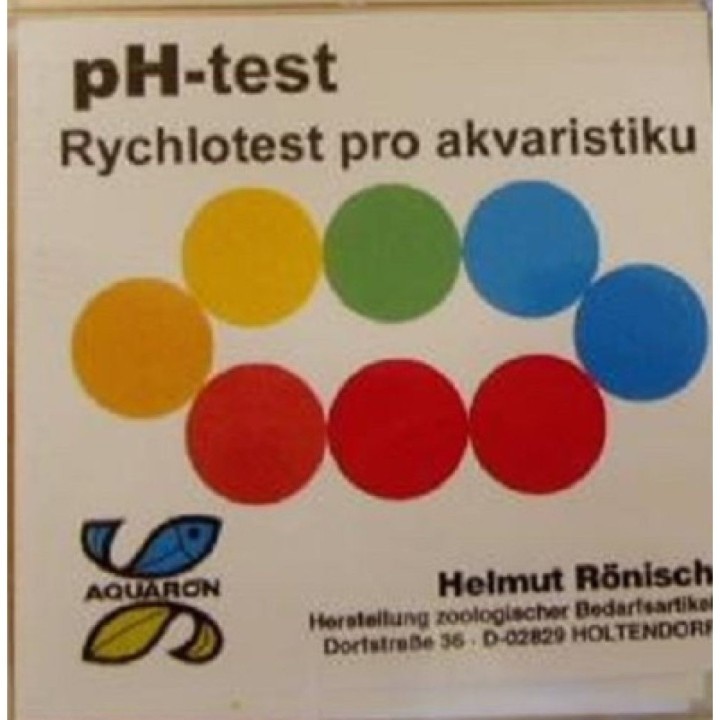 pH-test
Rychlotest pro akvaristiku
AQUARON
Helmut Rönisch
Herstellung zoologischer Bedarfsartikel
Dorfstraße 36 · D-02829 HOLTENDORF